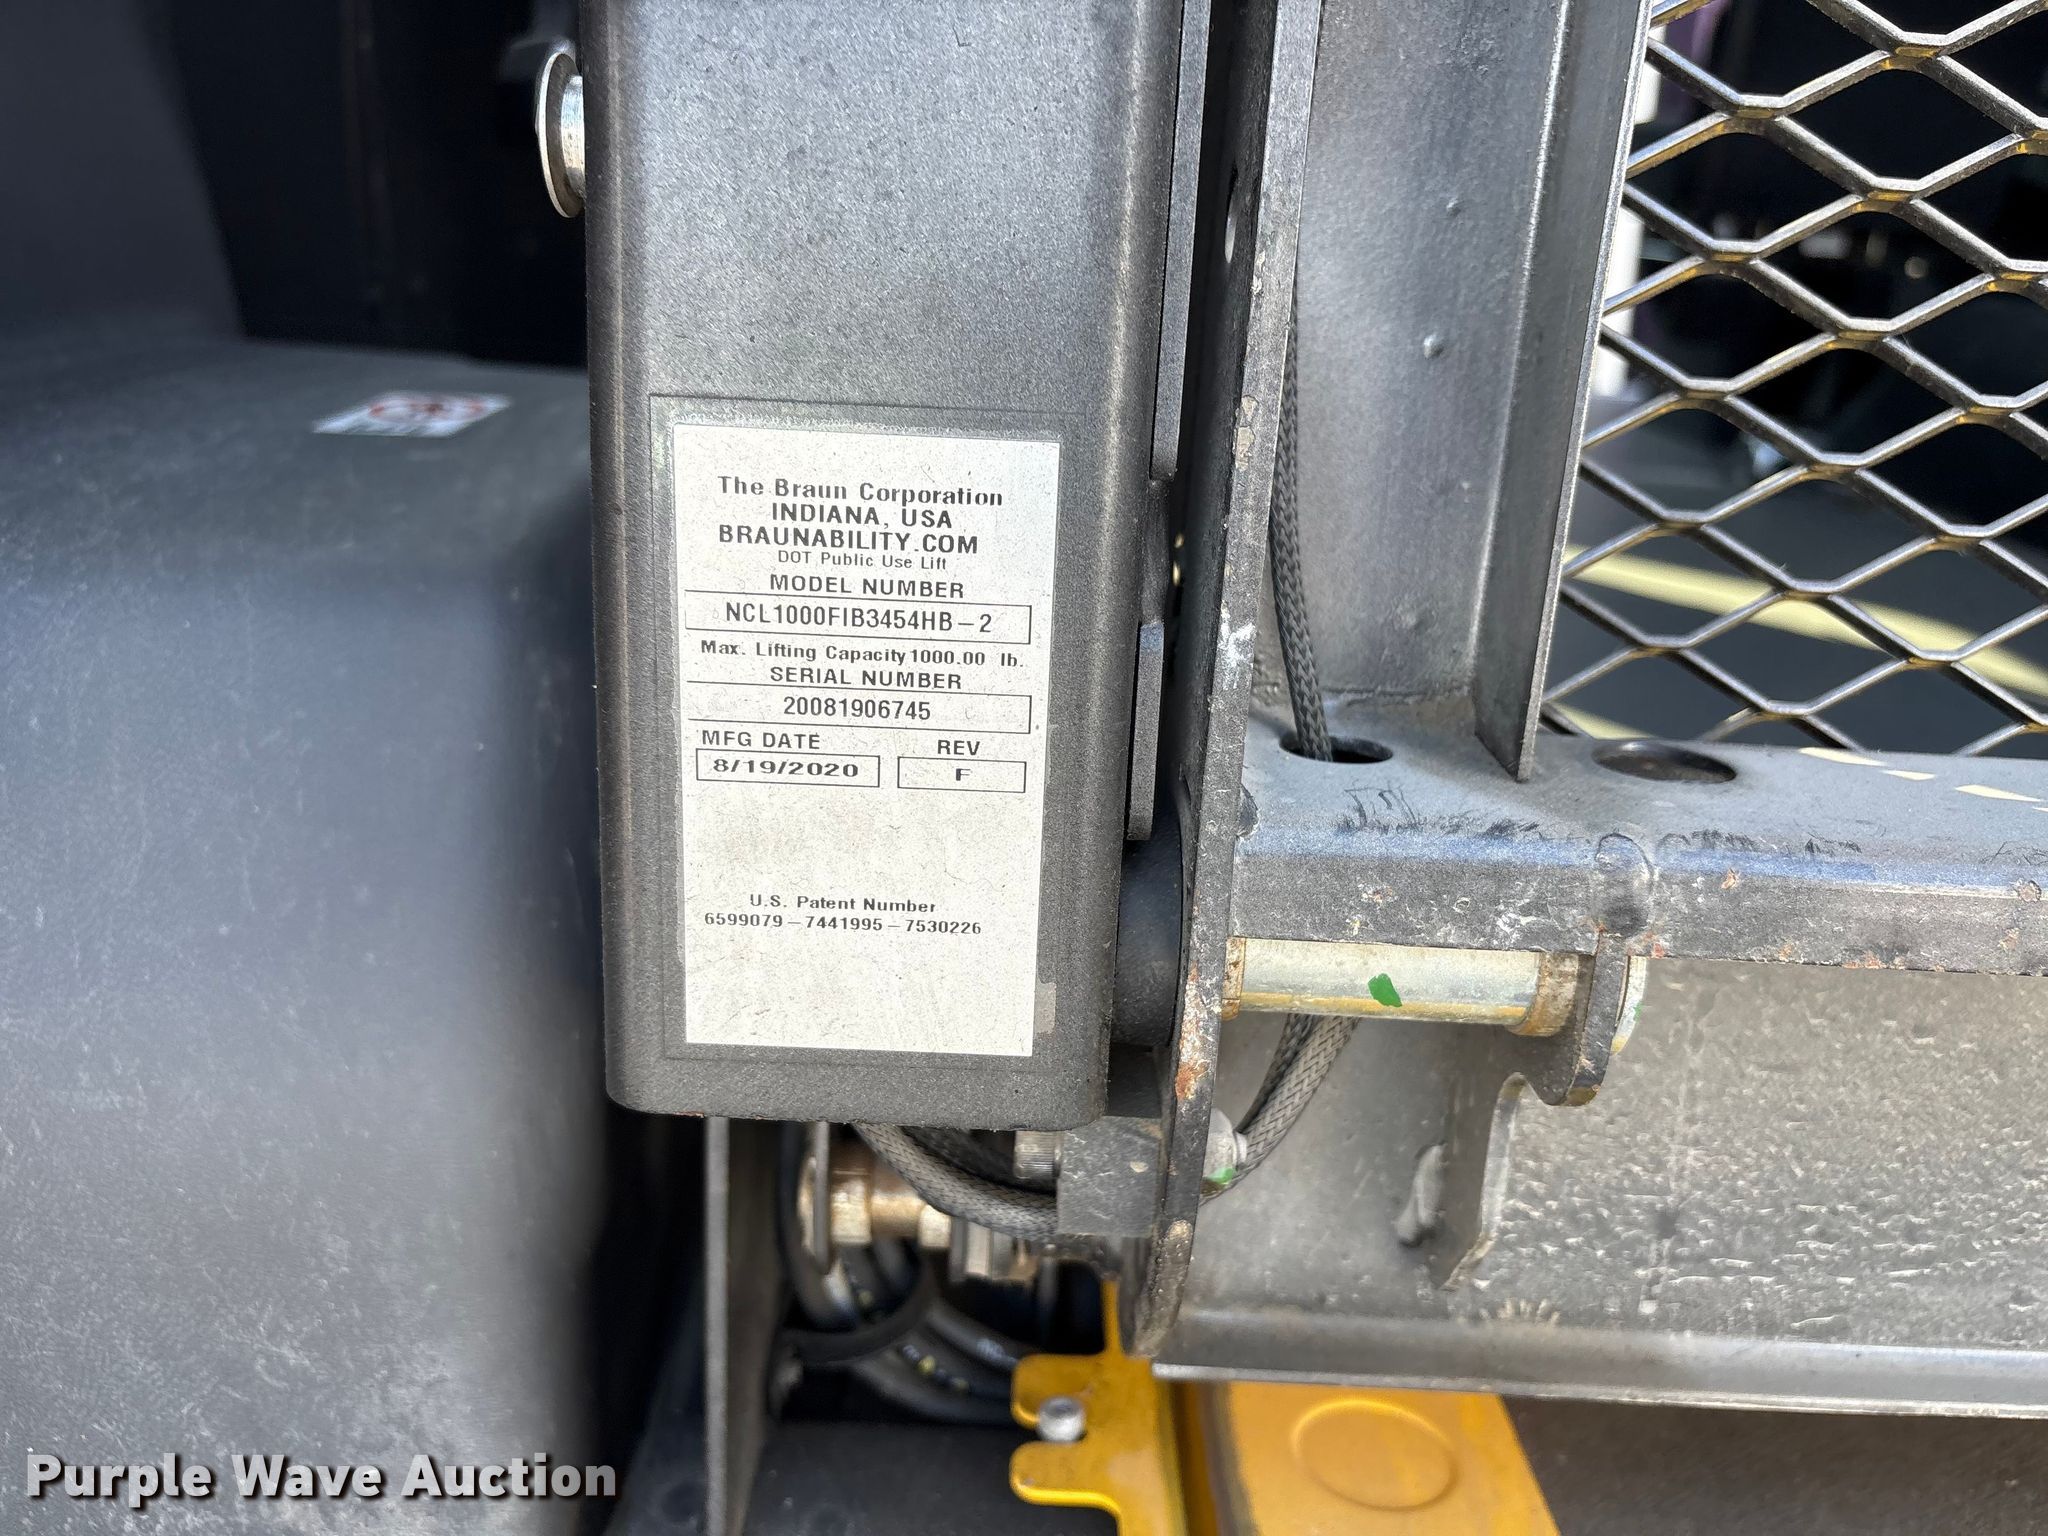 The Braun Corporation
INDIANA, USA
BRAUNABILITY.COM
DOT Public Use Lift
MODEL NUMBER
NCL1000FIB3454HB-2
Max. Lifting Capacity 1000.00 lb.
SERIAL NUMBER
20081906745
MFG DATE REV
8/19/2020 F
U.S. Patent Number
6599079-7441995-7530226
Purple Wave Auction